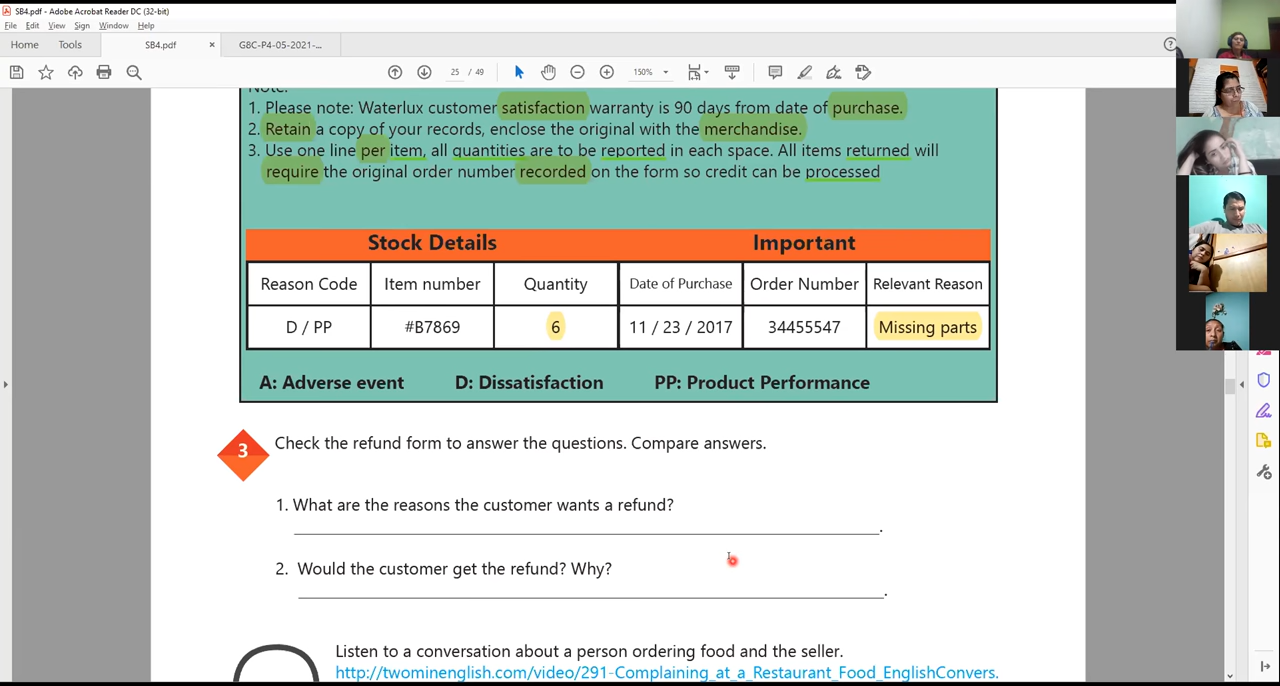 SB4.pdf - Adobe Acrobat Reader DC (32-bit)
File Edit View Sign Window Help
Home Tools SB4.pdf × G8C-P4-05-2021-...
25 / 49 150%
Note:
1. Please note: Waterlux customer satisfaction warranty is 90 days from date of purchase.
2. Retain a copy of your records, enclose the original with the merchandise.
3. Use one line per item, all quantities are to be reported in each space. All items returned will
require the original order number recorded on the form so credit can be processed
Stock Details Important
Reason Code Item number Quantity Date of Purchase Order Number Relevant Reason
D / PP #B7869 6 11 / 23 / 2017 34455547 Missing parts
A: Adverse event D: Dissatisfaction PP: Product Performance
3 Check the refund form to answer the questions. Compare answers.
1. What are the reasons the customer wants a refund?
2. Would the customer get the refund? Why?
Listen to a conversation about a person ordering food and the seller.
http://twominenglish.com/video/291-Complaining_at_a_Restaurant_Food_EnglishConvers.